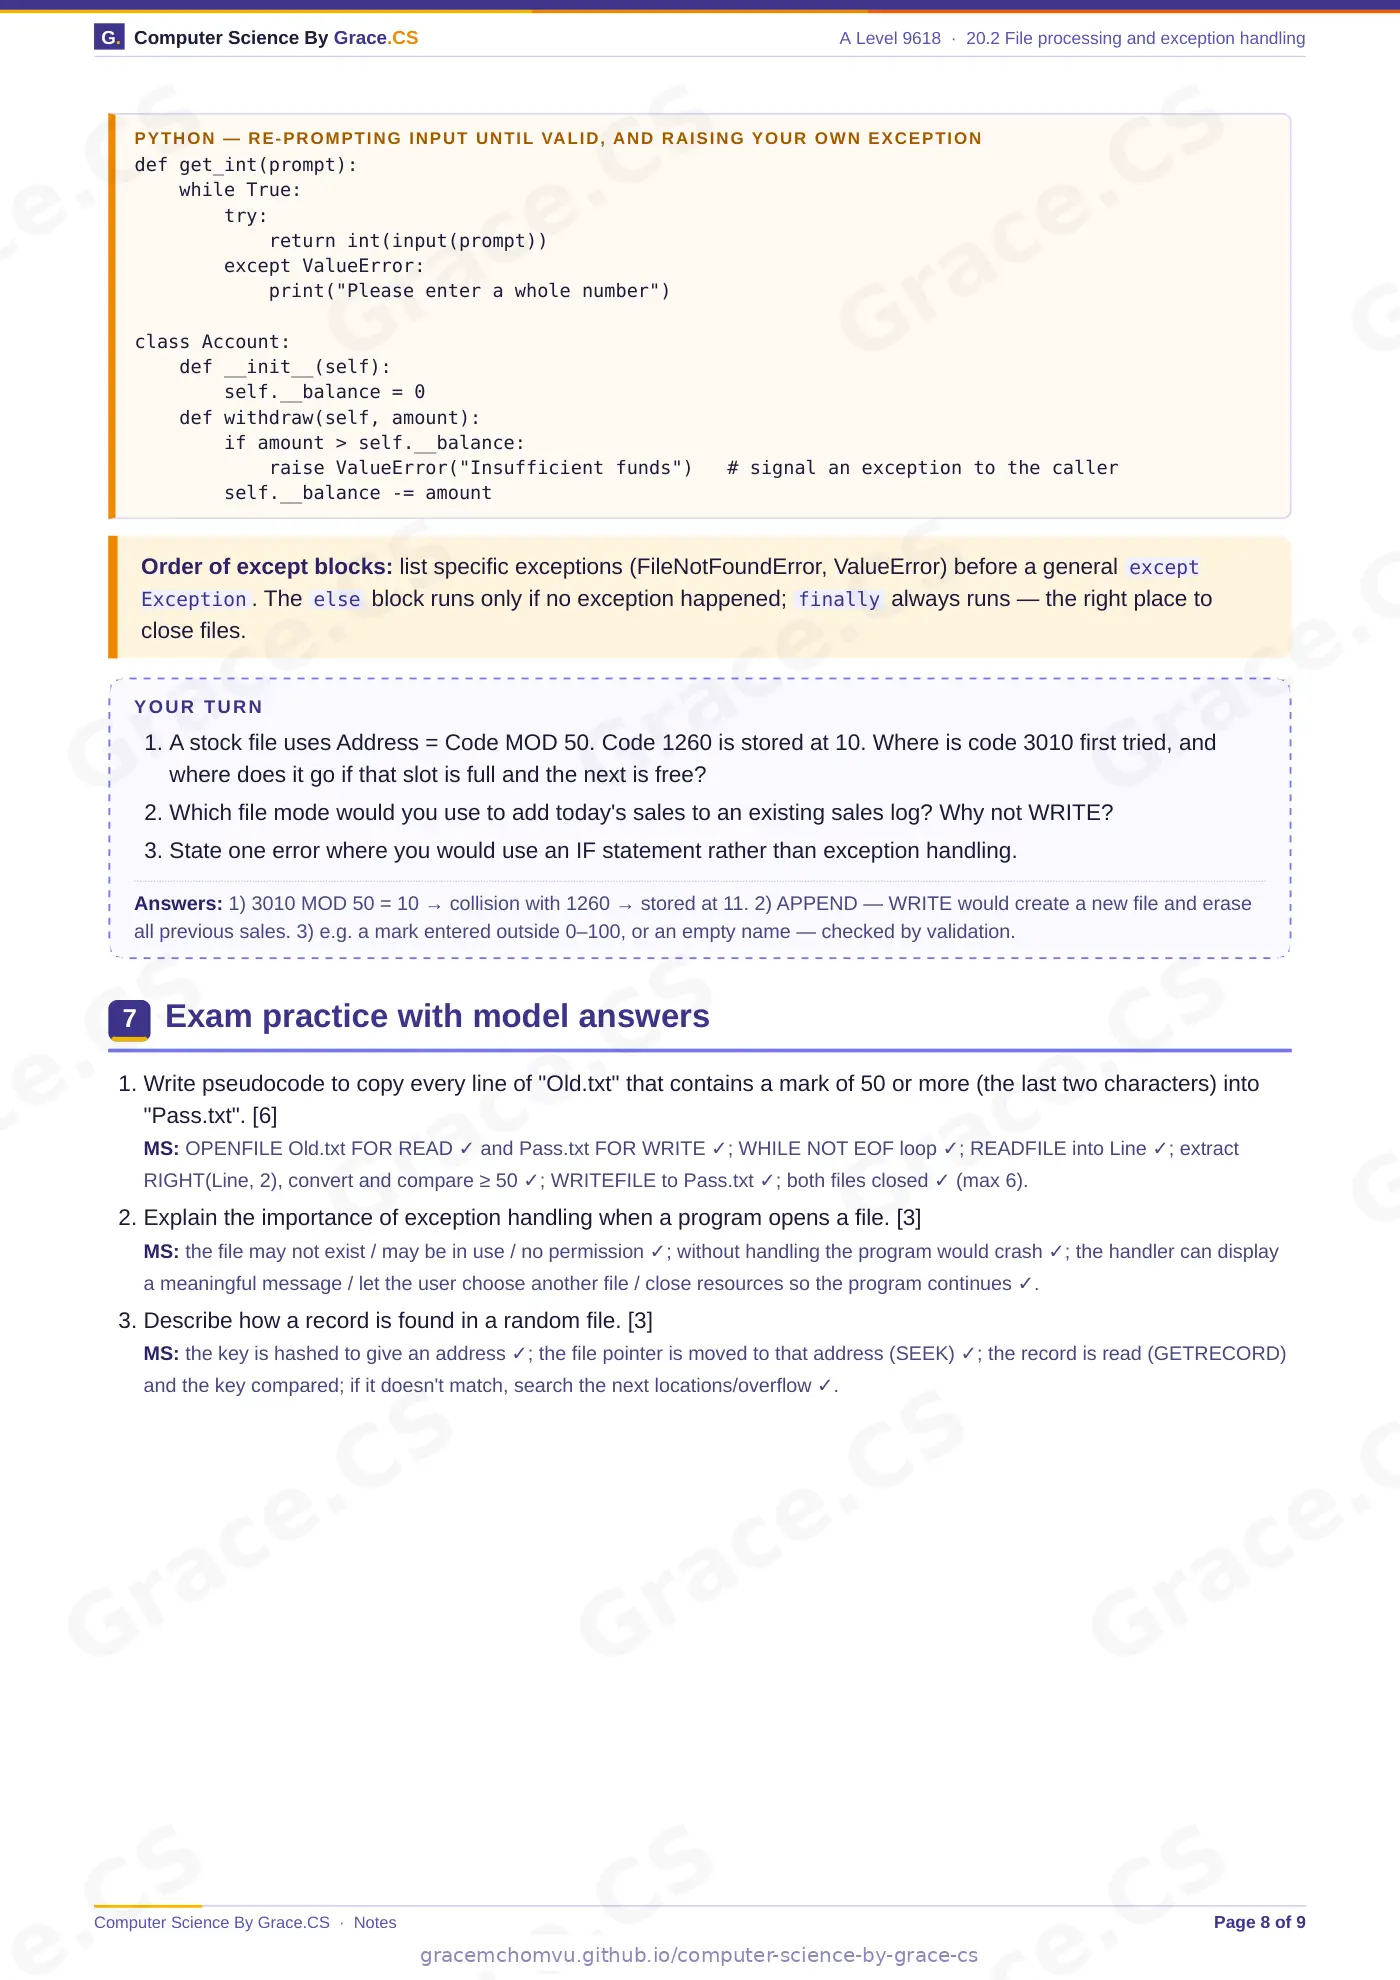 G. Computer Science By Grace.CS
A Level 9618 · 20.2 File processing and exception handling
PYTHON — RE-PROMPTING INPUT UNTIL VALID, AND RAISING YOUR OWN EXCEPTION
def get_int(prompt):
    while True:
        try:
            return int(input(prompt))
        except ValueError:
            print("Please enter a whole number")
class Account:
    def __init__(self):
        self.__balance = 0
    def withdraw(self, amount):
        if amount > self.__balance:
            raise ValueError("Insufficient funds")   # signal an exception to the caller
        self.__balance -= amount
Order of except blocks: list specific exceptions (FileNotFoundError, ValueError) before a general except
Exception. The else block runs only if no exception happened; finally always runs — the right place to
close files.
YOUR TURN
1. A stock file uses Address = Code MOD 50. Code 1260 is stored at 10. Where is code 3010 first tried, and
where does it go if that slot is full and the next is free?
2. Which file mode would you use to add today's sales to an existing sales log? Why not WRITE?
3. State one error where you would use an IF statement rather than exception handling.
Answers: 1) 3010 MOD 50 = 10 → collision with 1260 → stored at 11. 2) APPEND — WRITE would create a new file and erase
all previous sales. 3) e.g. a mark entered outside 0–100, or an empty name — checked by validation.
7 Exam practice with model answers
1. Write pseudocode to copy every line of "Old.txt" that contains a mark of 50 or more (the last two characters) into
"Pass.txt". [6]
MS: OPENFILE Old.txt FOR READ ✓ and Pass.txt FOR WRITE ✓; WHILE NOT EOF loop ✓; READFILE into Line ✓; extract
RIGHT(Line, 2), convert and compare ≥ 50 ✓; WRITEFILE to Pass.txt ✓; both files closed ✓ (max 6).
2. Explain the importance of exception handling when a program opens a file. [3]
MS: the file may not exist / may be in use / no permission ✓; without handling the program would crash ✓; the handler can display
a meaningful message / let the user choose another file / close resources so the program continues ✓.
3. Describe how a record is found in a random file. [3]
MS: the key is hashed to give an address ✓; the file pointer is moved to that address (SEEK) ✓; the record is read (GETRECORD)
and the key compared; if it doesn't match, search the next locations/overflow ✓.
Computer Science By Grace.CS · Notes
Page 8 of 9
gracemchomvu.github.io/computer-science-by-grace-cs